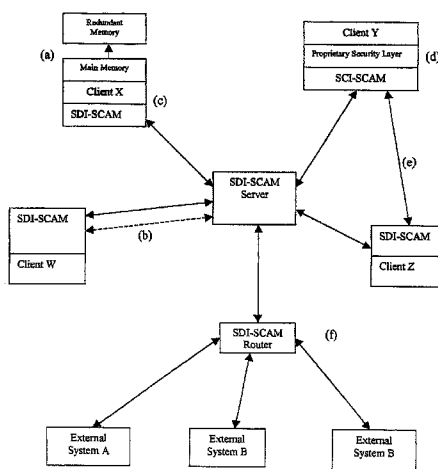 Redundant
Memory
(a)
Main Memory
Client X
(c)
SDI-SCAM
Client Y
Proprietary Security Layer
(d)
SCI-SCAM
(e)
SDI-SCAM
Server
SDI-SCAM
(b)
Client W
SDI-SCAM
Client Z
SDI-SCAM
Router
(f)
External
System A
External
System B
External
System B